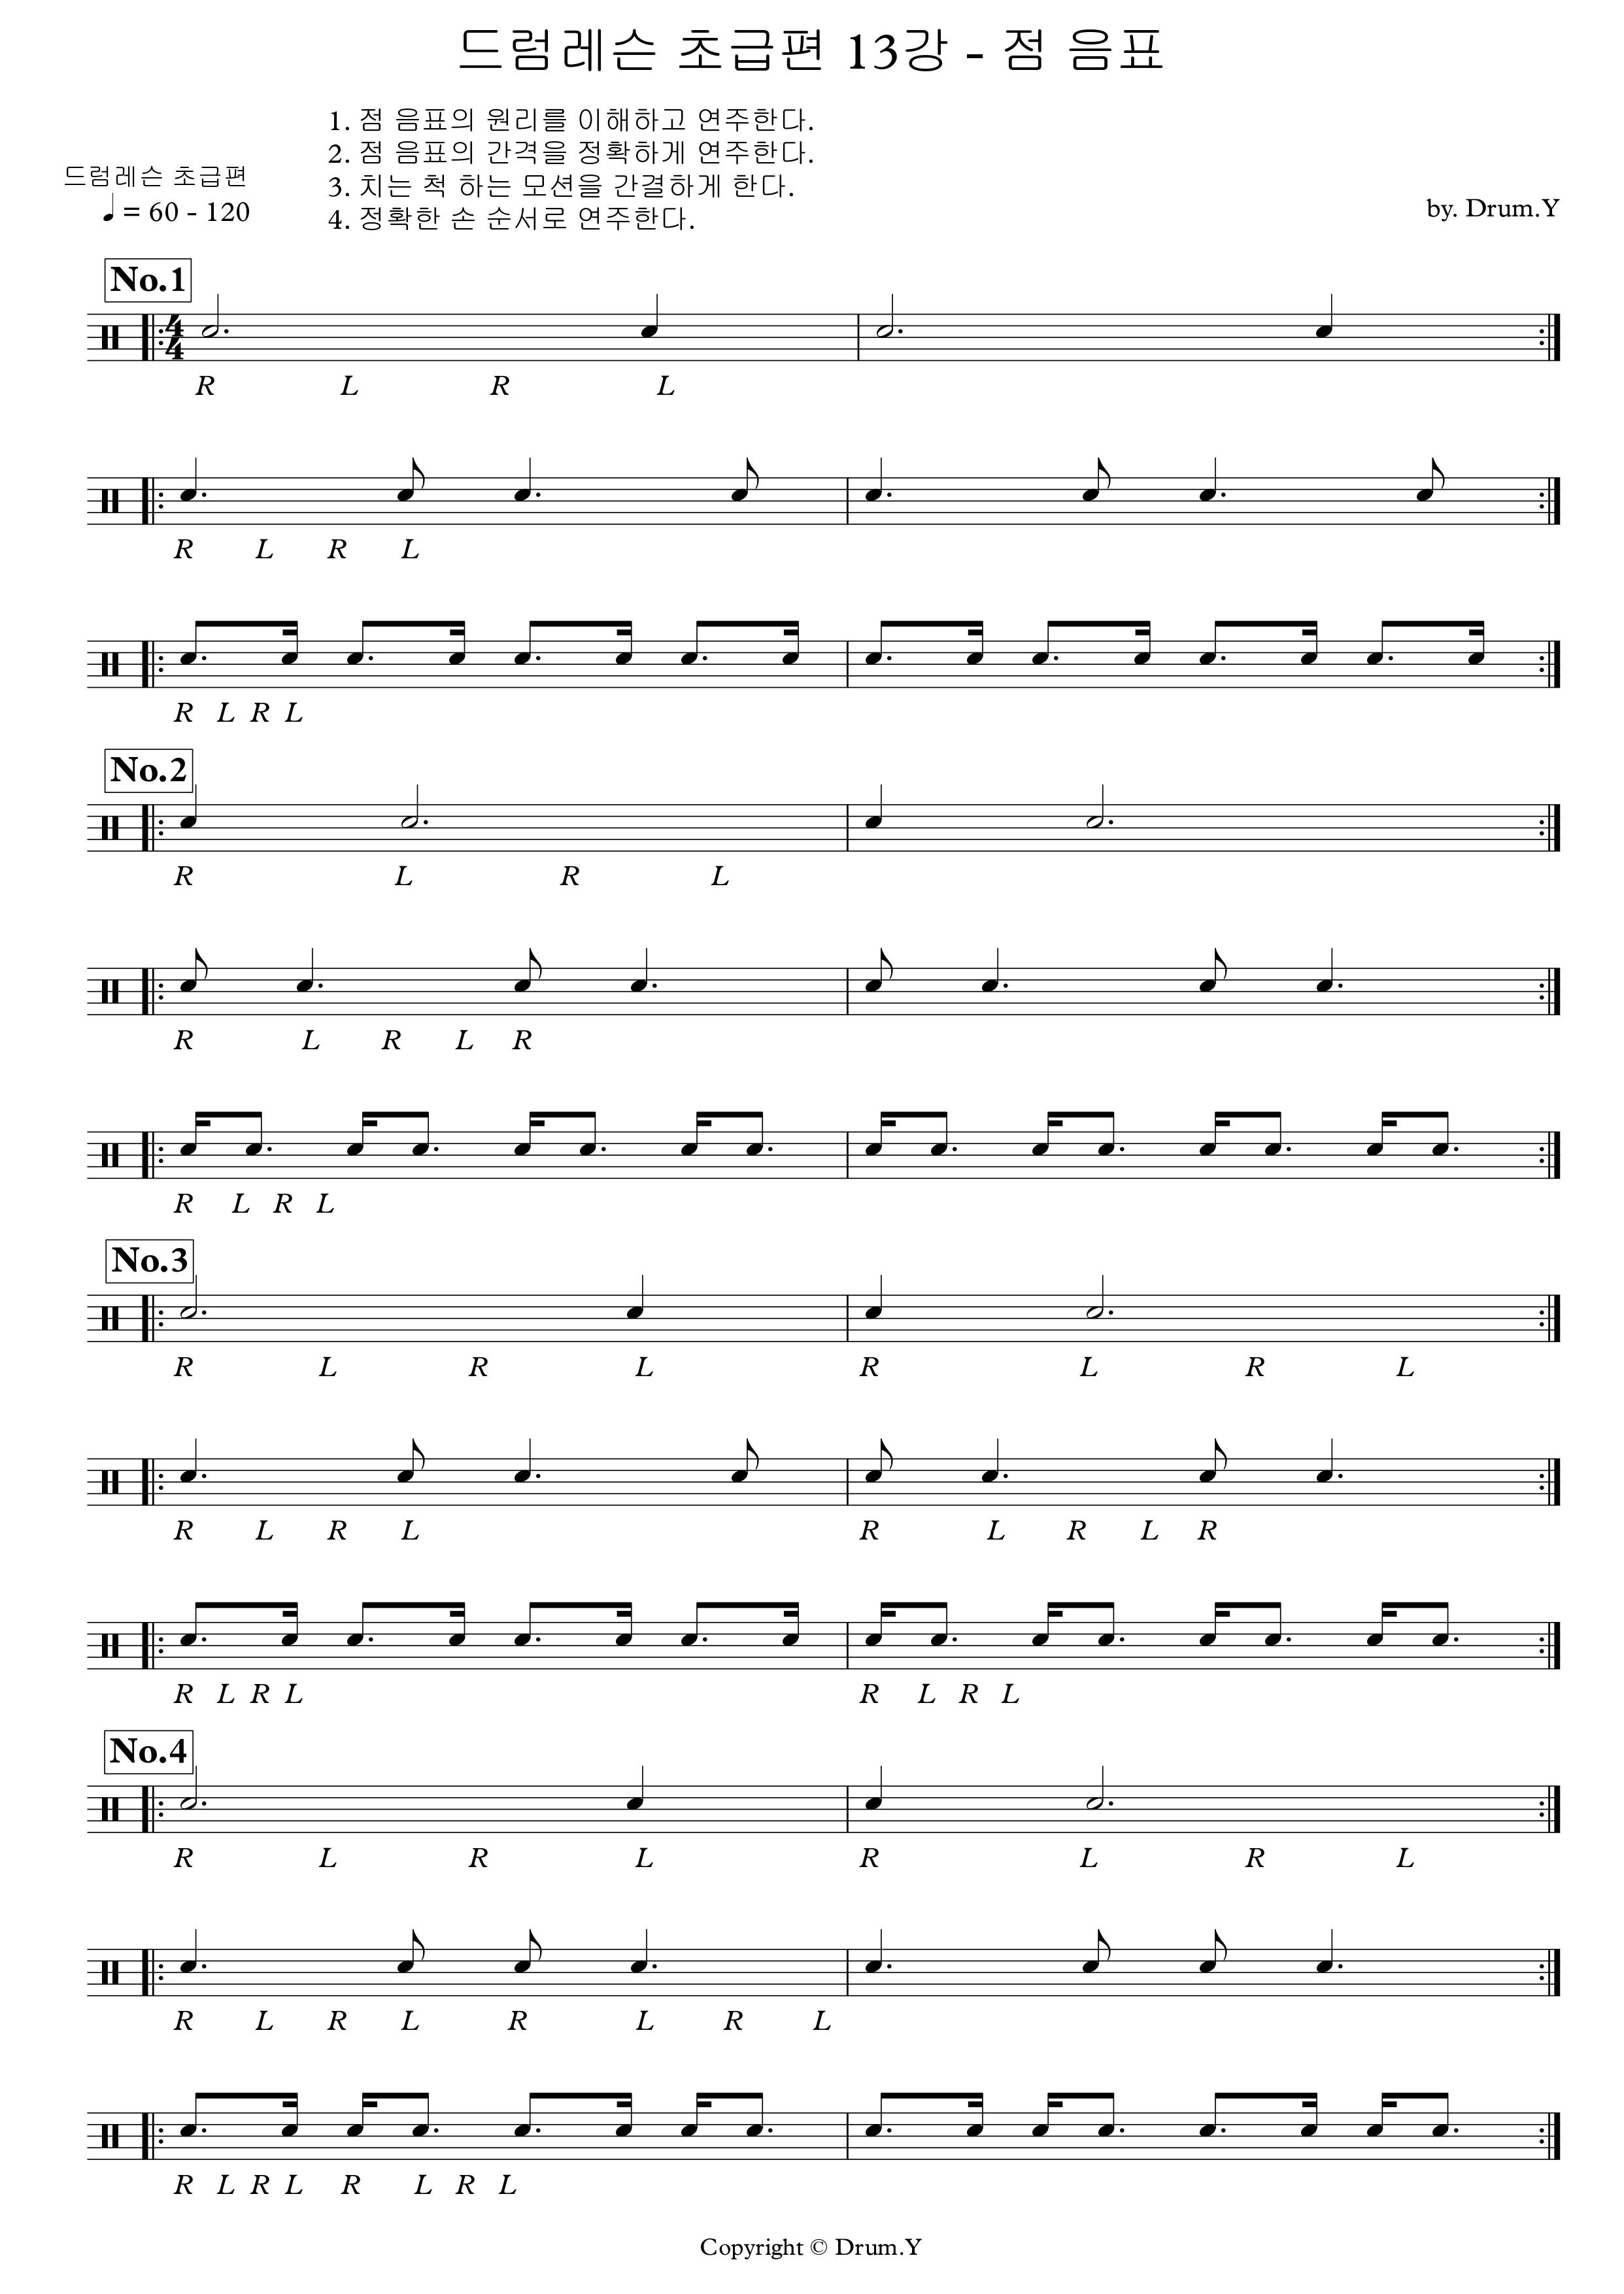 드럼레슨 초급편 13강 - 점 음표
1. 점 음표의 원리를 이해하고 연주한다.
2. 점 음표의 간격을 정확하게 연주한다.
3. 치는 척 하는 모션을 간결하게 한다.
4. 정확한 손 순서로 연주한다.
드럼레슨 초급편
♩ = 60 - 120
by. Drum.Y
No.1
4
4
R L R L
R L R L
R L R L
No.2
R L R L
R L R L R
R L R L
No.3
R L R L R L R L
R L R L R L R L R
R L R L R L R L
No.4
R L R L R L R L
R L R L R L R L
R L R L R L R L
Copyright © Drum.Y